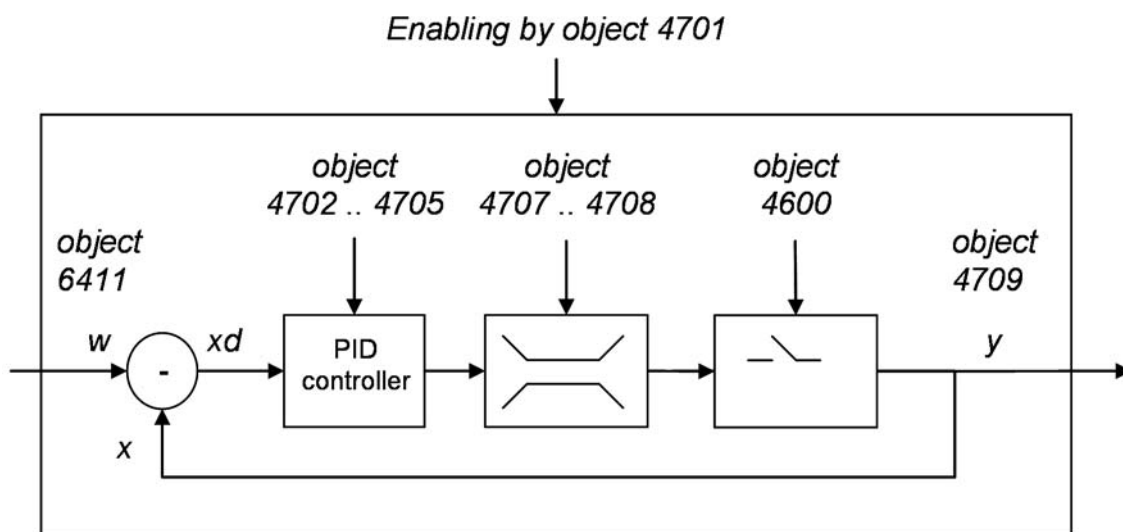 Enabling by object 4701
object
4702 .. 4705
object
4707 .. 4708
object
4600
object
6411
object
4709
w
xd
PID
controller
y
-
x